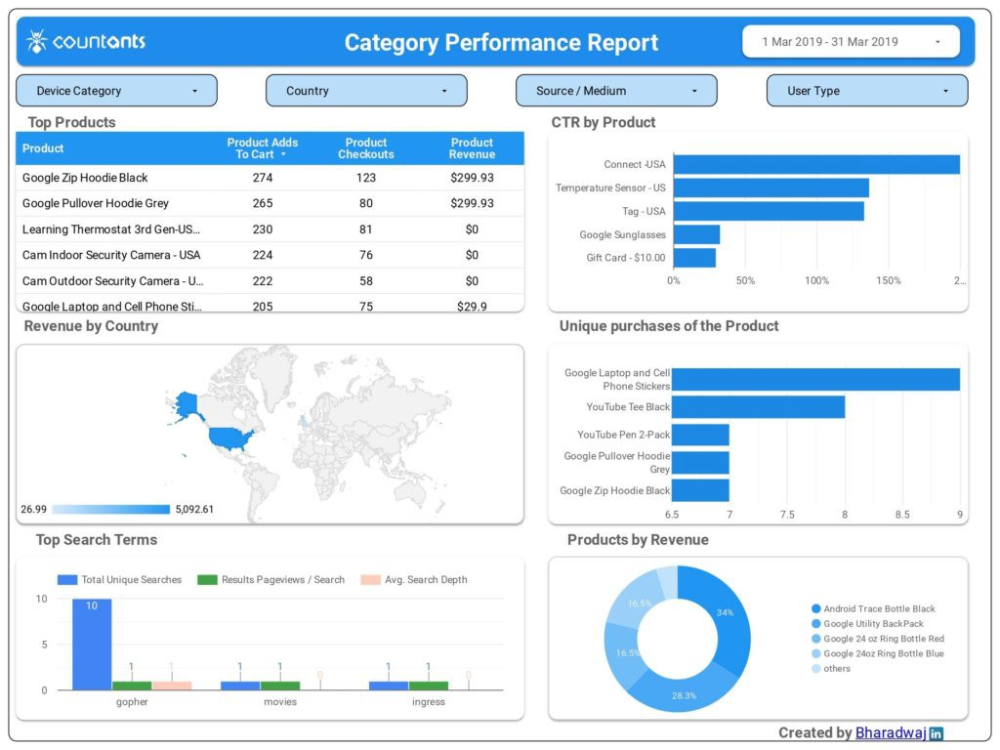 countants
Category Performance Report
1 Mar 2019 - 31 Mar 2019
Device Category
Country
Source / Medium
User Type
Top Products
Product
Product Adds
To Cart
Product
Checkouts
Product
Revenue
Google Zip Hoodie Black 274 123 $299.93
Google Pullover Hoodie Grey 265 80 $299.93
Learning Thermostat 3rd Gen-US... 230 81 $0
Cam Indoor Security Camera - USA 224 76 $0
Cam Outdoor Security Camera - U... 222 58 $0
Google Laptop and Cell Phone Sti... 205 75 $29.9
CTR by Product
Connect -USA
Temperature Sensor - US
Tag - USA
Google Sunglasses
Gift Card - $10.00
0% 50% 100% 150% 2...
Revenue by Country
26.99 5,092.61
Unique purchases of the Product
Google Laptop and Cell
Phone Stickers
YouTube Tee Black
YouTube Pen 2-Pack
Google Pullover Hoodie
Grey
Google Zip Hoodie Black
6.5 7 7.5 8 8.5 9
Top Search Terms
Total Unique Searches
Results Pageviews / Search
Avg. Search Depth
10
5
0
10 1 1
1 1 0
1 1 0
gopher movies ingress
Products by Revenue
34%
28.3%
16.5%
16.5%
Android Trace Bottle Black
Google Utility BackPack
Google 24 oz Ring Bottle Red
Google 24oz Ring Bottle Blue
others
Created by Bharadwaj in